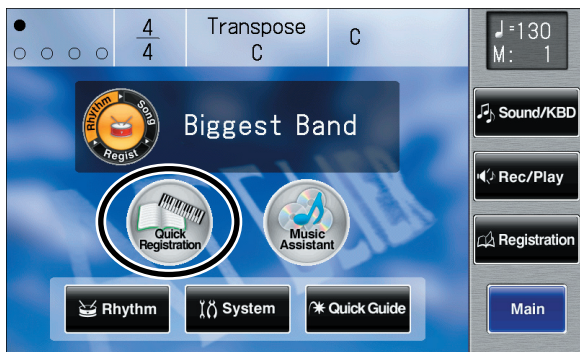 4
4
Transpose
C
C
♩=130
M: 1
Rhythm
Song
Regist
Biggest Band
Sound/KBD
Quick
Registration
Music
Assistant
Rec/Play
Registration
Rhythm
System
Quick Guide
Main
ATELIER